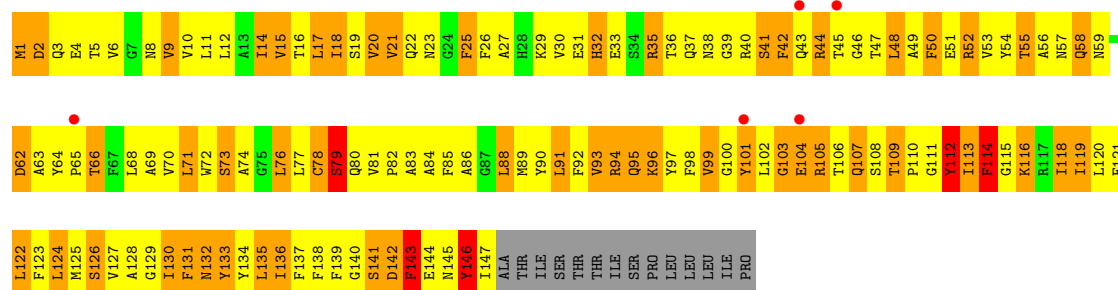 M1 D2 Q3 E4 T5 V6 G7 N8 V9 V10 L11 L12 A13 I14 V15 T16 L17 I18 S19 V20 V21 Q22 N23 G24 F25 F26 A27 H28 K29 V30 E31 H32 E33 S34 R35 T36 Q37 N38 G39 R40 S41 F42 Q43 R44 T45 G46 T47 L48 A49 F50 E51 R52 V53 Y54 T55 A56 N57 Q58 N59
D62 A63 Y64 P65 T66 F67 L68 A69 V70 L71 W72 S73 A74 G75 L76 L77 C78 S79 Q80 V81 P82 A83 A84 F85 A86 G87 L88 M89 Y90 L91 F92 V93 R94 Q95 K96 Y97 F98 V99 G100 Y101 L102 G103 E104 R105 T106 Q107 S108 T109 P110 G111 Y112 I113 F114 G115 K116 R117 I118 I119 L120 F121
L122 F123 L124 M125 S126 V127 A128 G129 I130 F131 N132 Y133 Y134 L135 I136 F137 F138 F139 G140 S141 D142 F143 E144 N145 Y146 I147 ALA THR ILE SER THR THR ILE SER PRO LEU LEU LEU ILE PRO